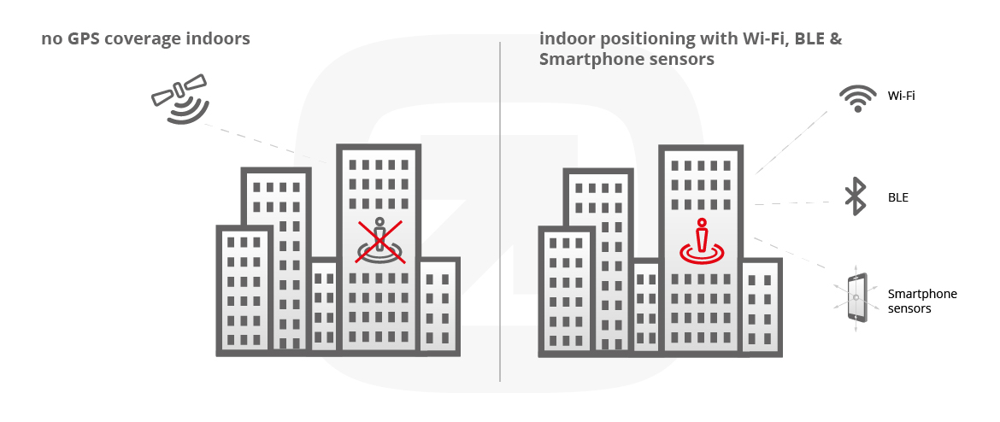 no GPS coverage indoors
indoor positioning with Wi-Fi, BLE &
Smartphone sensors
Wi-Fi
BLE
Smartphone
sensors